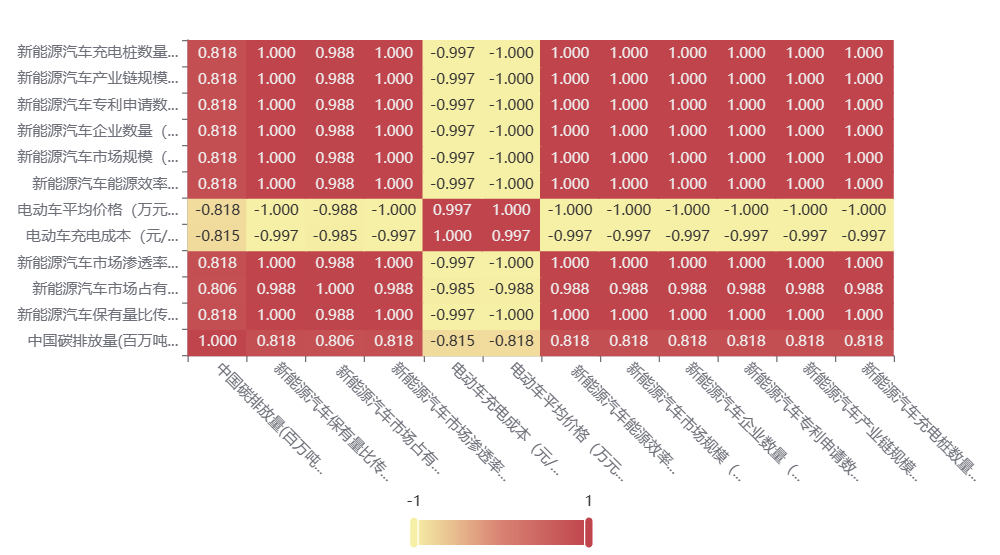 新能源汽车充电桩数量... 0.818 1.000 0.988 1.000 -0.997 -1.000 1.000 1.000 1.000 1.000 1.000 1.000
新能源汽车产业链规模... 0.818 1.000 0.988 1.000 -0.997 -1.000 1.000 1.000 1.000 1.000 1.000 1.000
新能源汽车专利申请数... 0.818 1.000 0.988 1.000 -0.997 -1.000 1.000 1.000 1.000 1.000 1.000 1.000
新能源汽车企业数量（... 0.818 1.000 0.988 1.000 -0.997 -1.000 1.000 1.000 1.000 1.000 1.000 1.000
新能源汽车市场规模（... 0.818 1.000 0.988 1.000 -0.997 -1.000 1.000 1.000 1.000 1.000 1.000 1.000
新能源汽车能源效率... 0.818 1.000 0.988 1.000 -0.997 -1.000 1.000 1.000 1.000 1.000 1.000 1.000
电动车平均价格（万元... -0.818 -1.000 -0.988 -1.000 0.997 1.000 -1.000 -1.000 -1.000 -1.000 -1.000 -1.000
电动车充电成本（元/... -0.815 -0.997 -0.985 -0.997 1.000 0.997 -0.997 -0.997 -0.997 -0.997 -0.997 -0.997
新能源汽车市场渗透率... 0.818 1.000 0.988 1.000 -0.997 -1.000 1.000 1.000 1.000 1.000 1.000 1.000
新能源汽车市场占有... 0.806 0.988 1.000 0.988 -0.985 -0.988 0.988 0.988 0.988 0.988 0.988 0.988
新能源汽车保有量比传... 0.818 1.000 0.988 1.000 -0.997 -1.000 1.000 1.000 1.000 1.000 1.000 1.000
中国碳排放量(百万吨... 1.000 0.818 0.806 0.818 -0.815 -0.818 0.818 0.818 0.818 0.818 0.818 0.818
中国碳排放量(百万吨...
新能源汽车保有量比传...
新能源汽车市场占有...
新能源汽车市场渗透率...
电动车充电成本（元/...
电动车平均价格（万元...
新能源汽车能源效率...
新能源汽车市场规模（...
新能源汽车企业数量（...
新能源汽车专利申请数...
新能源汽车产业链规模...
新能源汽车充电桩数量...
-1 1